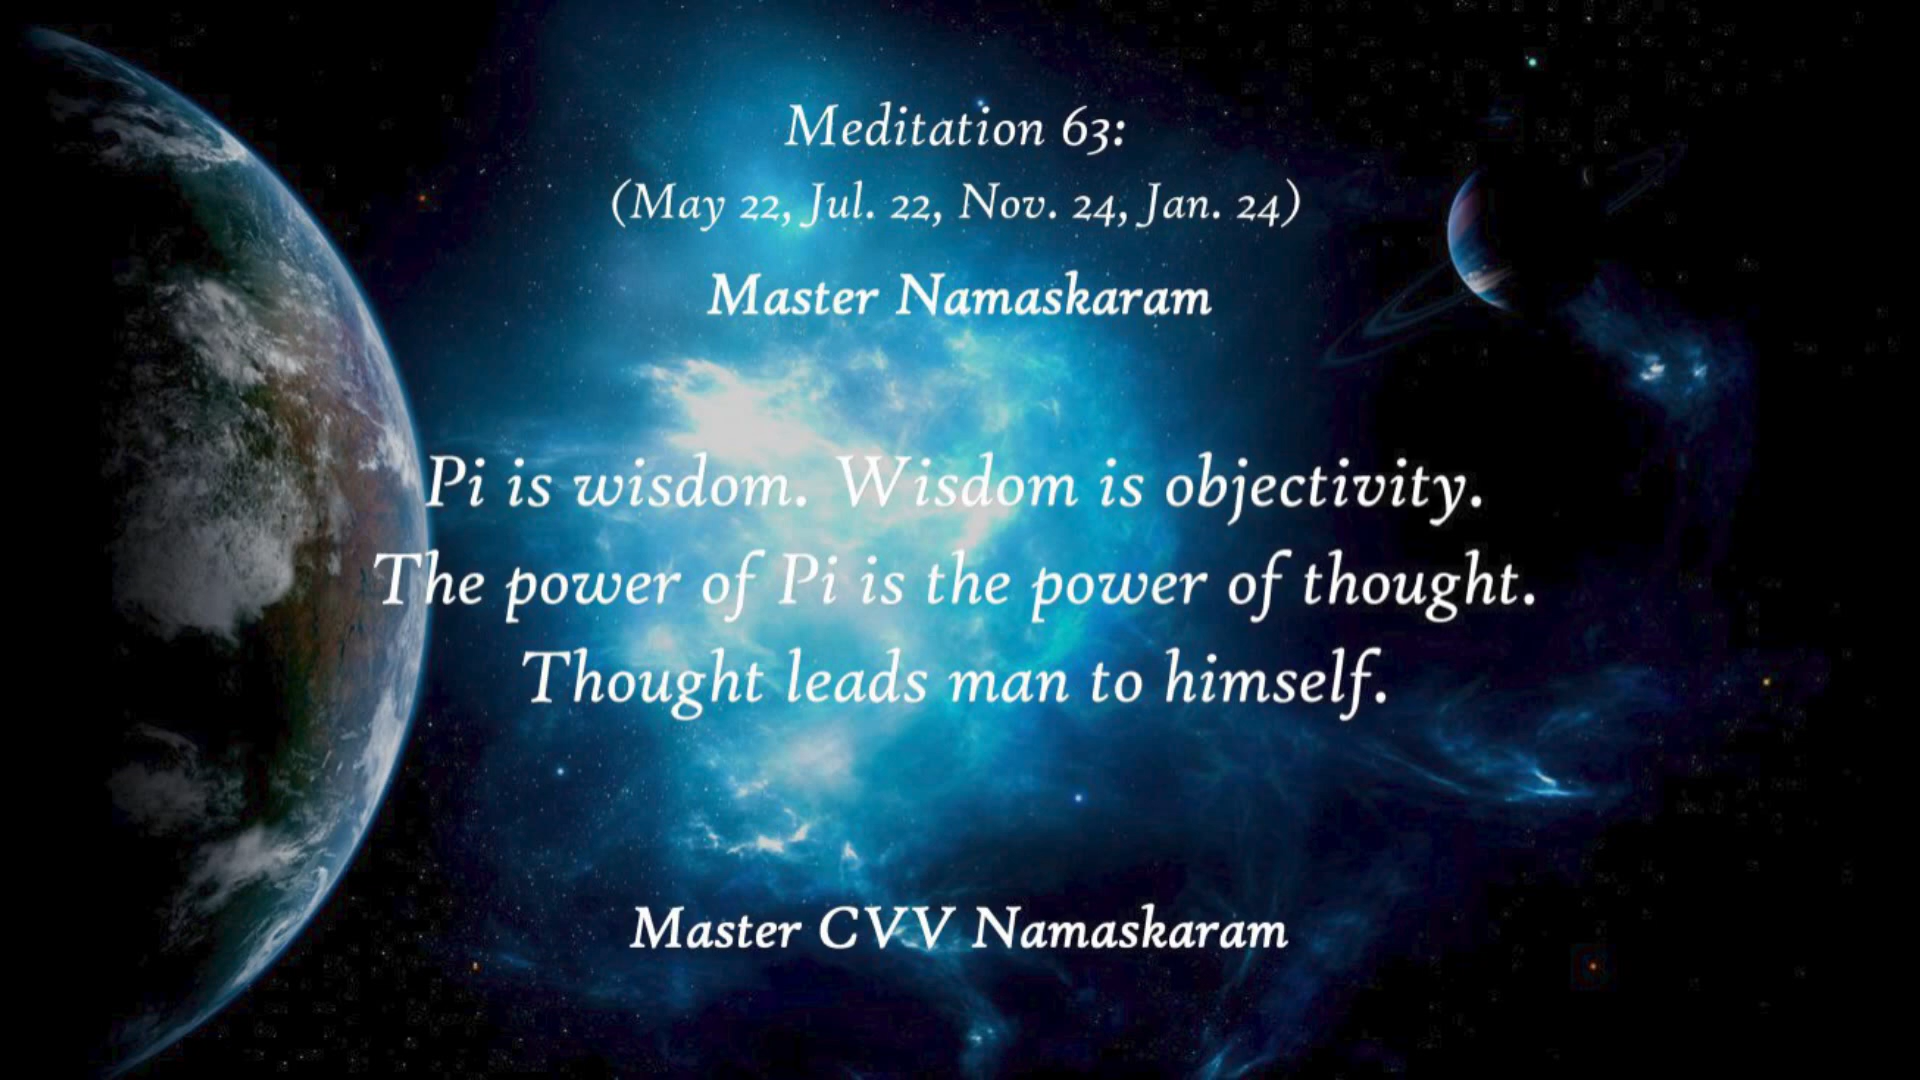 Meditation 63:
(May 22, Jul. 22, Nov. 24, Jan. 24)
Master Namaskaram
Pi is wisdom. Wisdom is objectivity.
The power of Pi is the power of thought.
Thought leads man to himself.
Master CVV Namaskaram